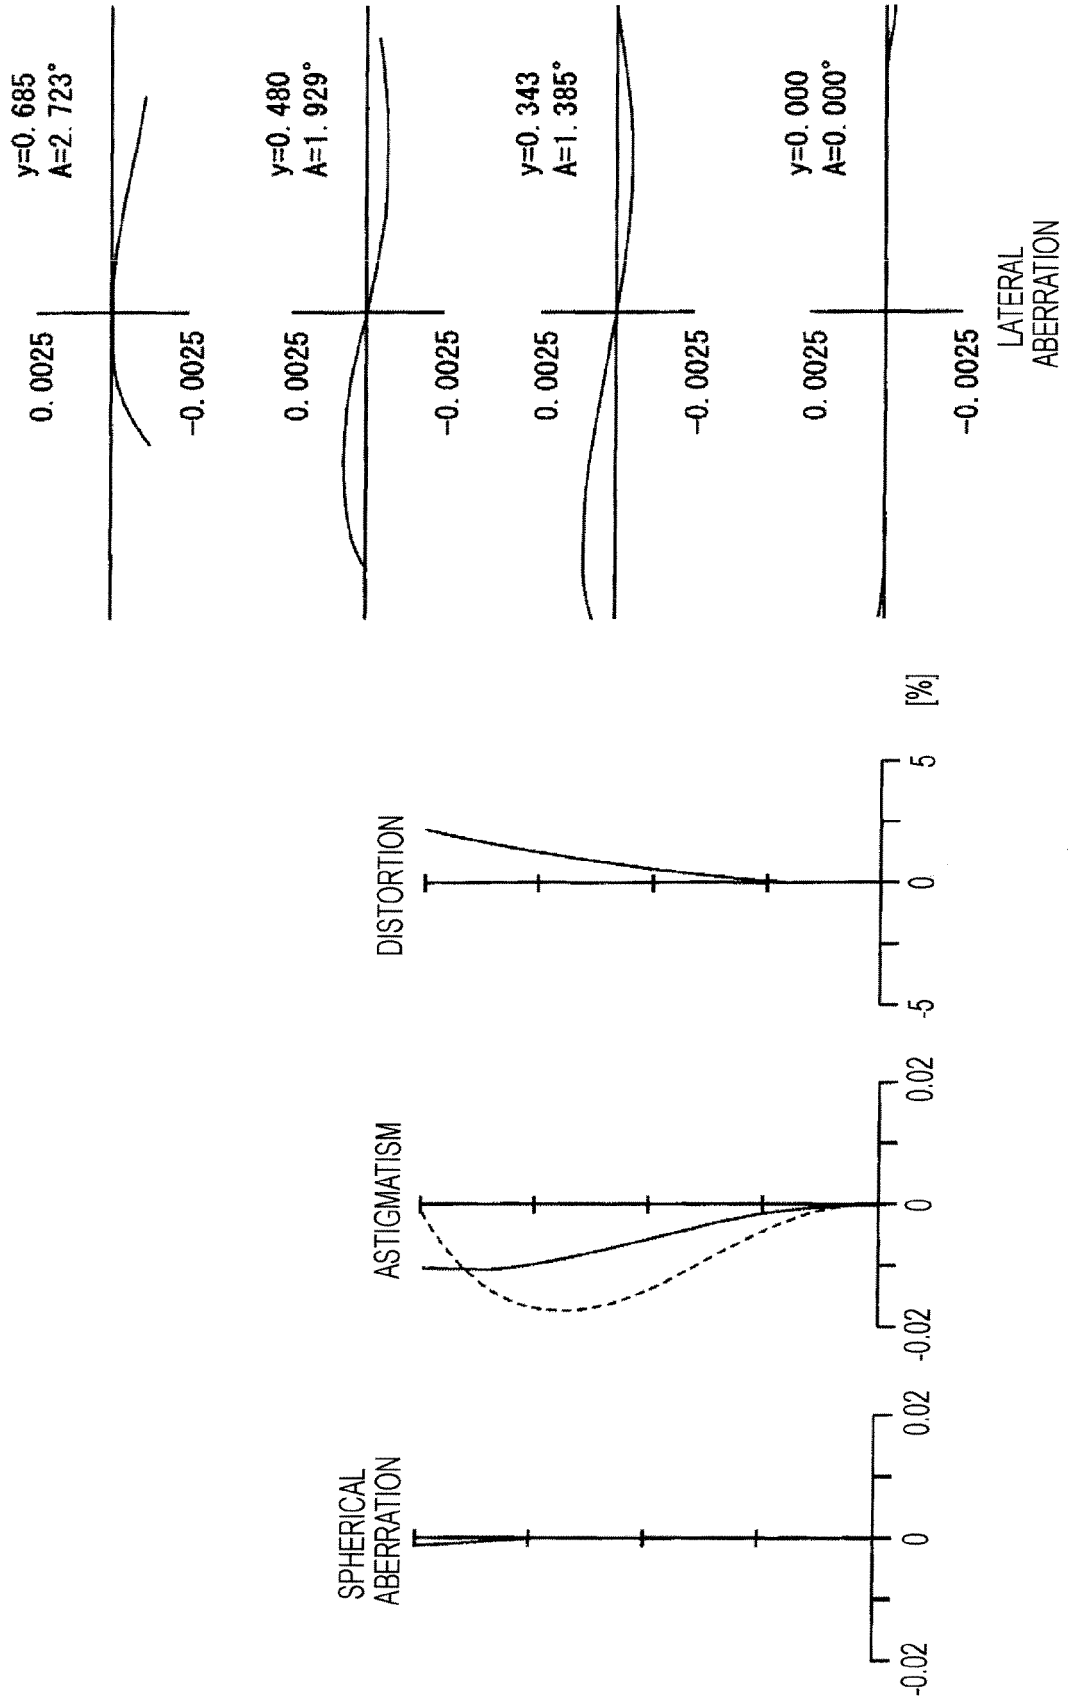 SPHERICAL
ABERRATION
-0.02
0
0.02
ASTIGMATISM
-0.02
0
0.02
DISTORTION
-5
0
5
[%]
y=0. 685
A=2. 723°
0. 0025
-0. 0025
y=0. 480
A=1. 929°
0. 0025
-0. 0025
y=0. 343
A=1. 385°
0. 0025
-0. 0025
y=0. 000
A=0. 000°
0. 0025
-0. 0025
LATERAL
ABERRATION